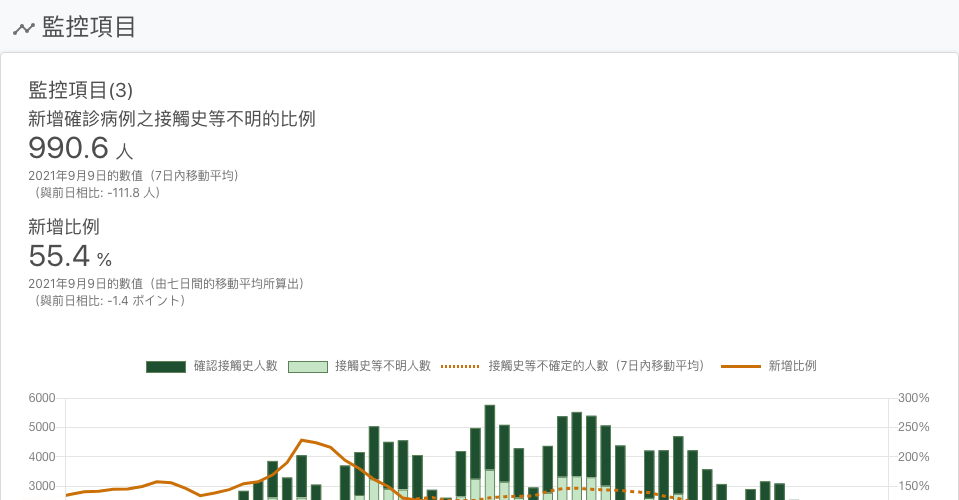 監控項目
監控項目(3)
新增確診病例之接觸史等不明的比例
990.6 人
2021年9月9日的數值（7日內移動平均）
（與前日相比: -111.8 人）
新增比例
55.4 %
2021年9月9日的數值（由七日間的移動平均所算出）
（與前日相比: -1.4 ポイント）
確認接觸史人數 接觸史等不明人數 接觸史等不確定的人數（7日內移動平均） 新增比例
6000 300%
5000 250%
4000 200%
3000 150%